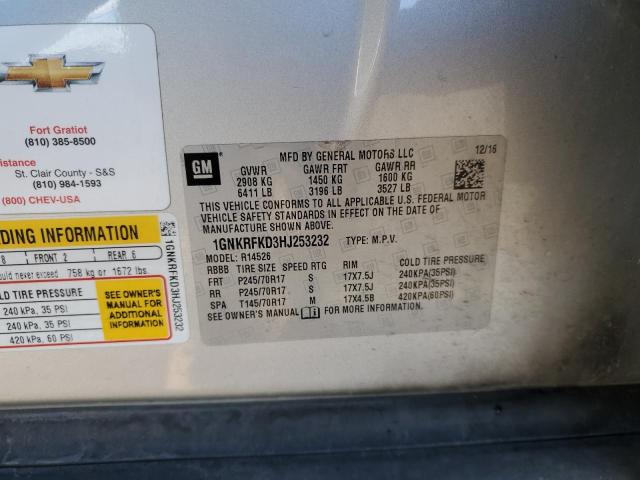 Fort Gratiot
(810) 385-8500
istance
St. Clair County - S&S
(810) 984-1593
(800) CHEV-USA
DING INFORMATION
8 FRONT 2 REAR 6
ould never exceed 758 kg or 1672 lbs.
COLD TIRE PRESSURE
240 kPa, 35 PSI
240 kPa, 35 PSI
420 kPa, 60 PSI
SEE OWNER'S
MANUAL FOR
ADDITIONAL
INFORMATION
1GNKRFKD3HJ253232
GM
MFD BY GENERAL MOTORS LLC
12/16
GVWR GAWR FRT GAWR RR
2908 KG 1450 KG 1600 KG
6411 LB 3196 LB 3527 LB
THIS VEHICLE CONFORMS TO ALL APPLICABLE U.S. FEDERAL MOTOR
VEHICLE SAFETY AND THEFT PREVENTION STANDARDS
IN EFFECT ON THE DATE OF
MANUFACTURE SHOWN ABOVE.
1GNKRFKD3HJ253232 TYPE: M.P.V.
MODEL: R14526
RBBB TIRE SIZE SPEED RTG RIM COLD TIRE PRESSURE
FRT P245/70R17 S 17X7.5J 240KPA(35PSI)
RR P245/70R17 S 17X7.5J 240KPA(35PSI)
SPA T145/70R17 M 17X4.5B 420KPA(60PSI)
SEE OWNER'S MANUAL FOR MORE INFORMATION.